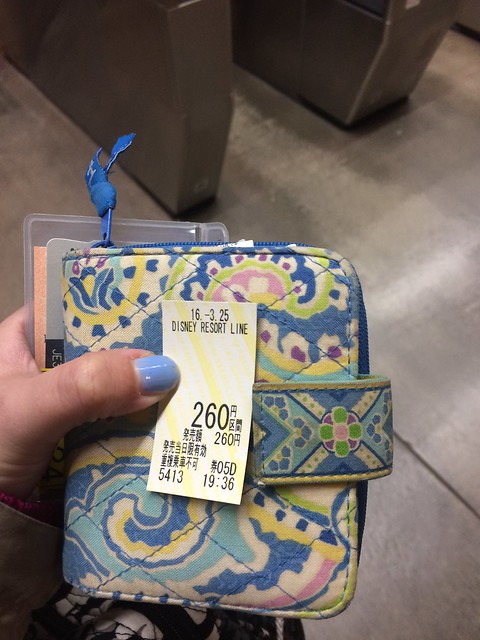 16.-3.25
DISNEY RESORT LINE
260円区間
発売額 260円
発売当日限有効
重複乗車不可 券05D
5413 19:36
JES